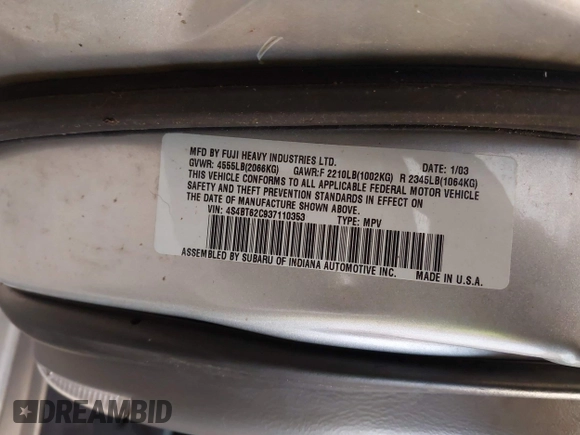 MFD BY FUJI HEAVY INDUSTRIES LTD. DATE: 1/03
GVWR: 4555LB(2066KG) GAWR:F 2210LB(1002KG) R 2345LB(1064KG)
THIS VEHICLE CONFORMS TO ALL APPLICABLE FEDERAL MOTOR VEHICLE
SAFETY AND THEFT PREVENTION STANDARDS IN EFFECT ON
THE DATE OF MANUFACTURE SHOWN ABOVE.
VIN: 4S4BT62C937110353 TYPE: MPV
ASSEMBLED BY SUBARU OF INDIANA AUTOMOTIVE INC. MADE IN U.S.A.
DREAMBID